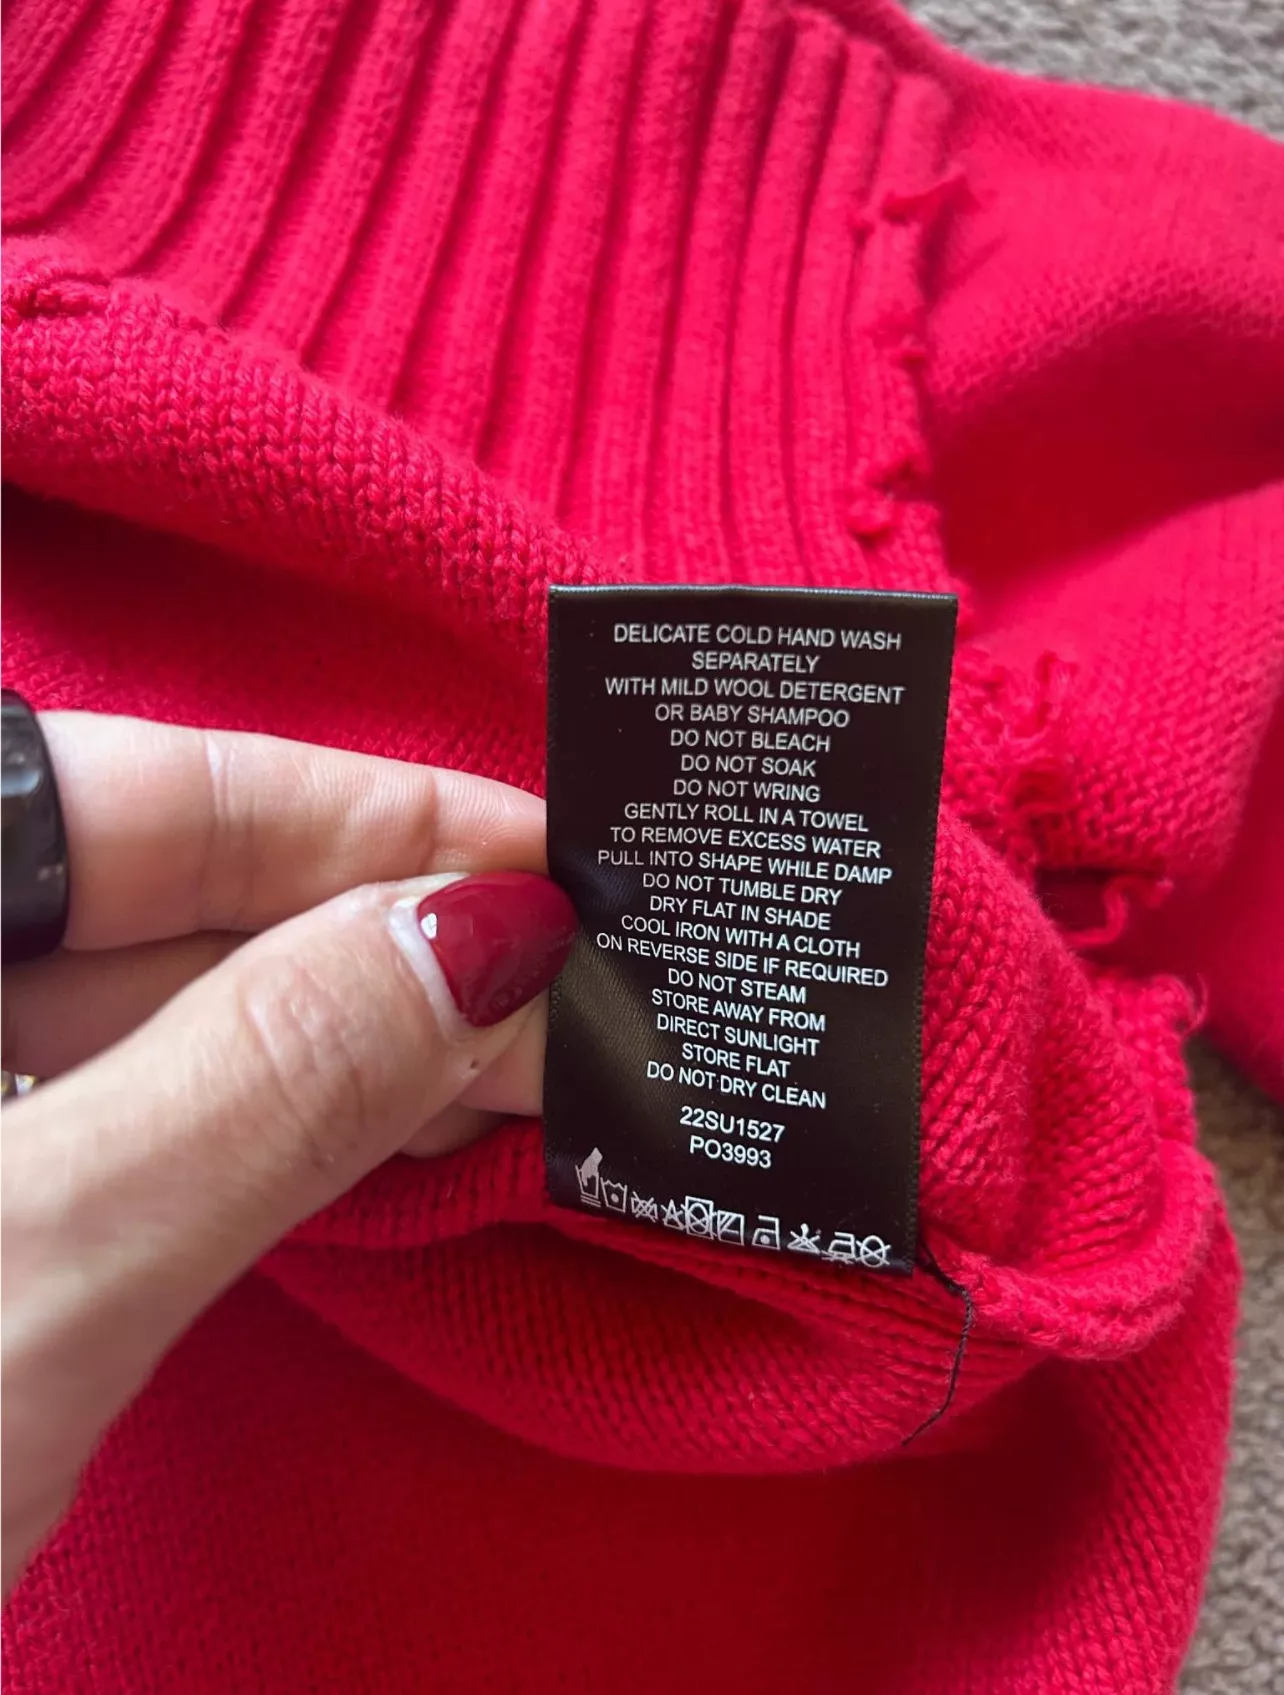 DELICATE COLD HAND WASH
SEPARATELY
WITH MILD WOOL DETERGENT
OR BABY SHAMPOO
DO NOT BLEACH
DO NOT SOAK
DO NOT WRING
GENTLY ROLL IN A TOWEL
TO REMOVE EXCESS WATER
PULL INTO SHAPE WHILE DAMP
DO NOT TUMBLE DRY
DRY FLAT IN SHADE
COOL IRON WITH A CLOTH
ON REVERSE SIDE IF REQUIRED
DO NOT STEAM
STORE AWAY FROM
DIRECT SUNLIGHT
STORE FLAT
DO NOT DRY CLEAN
22SU1527
PO3993